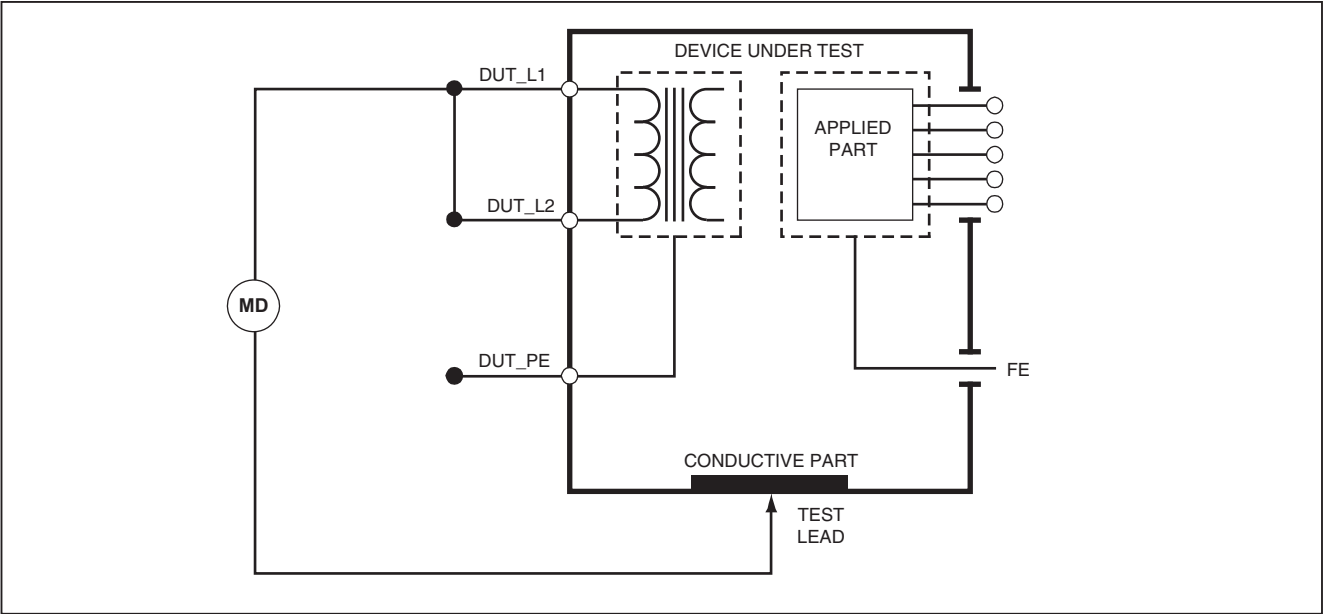 DEVICE UNDER TEST
DUT_L1
APPLIED
PART
DUT_L2
MD
DUT_PE
FE
CONDUCTIVE PART
TEST
LEAD